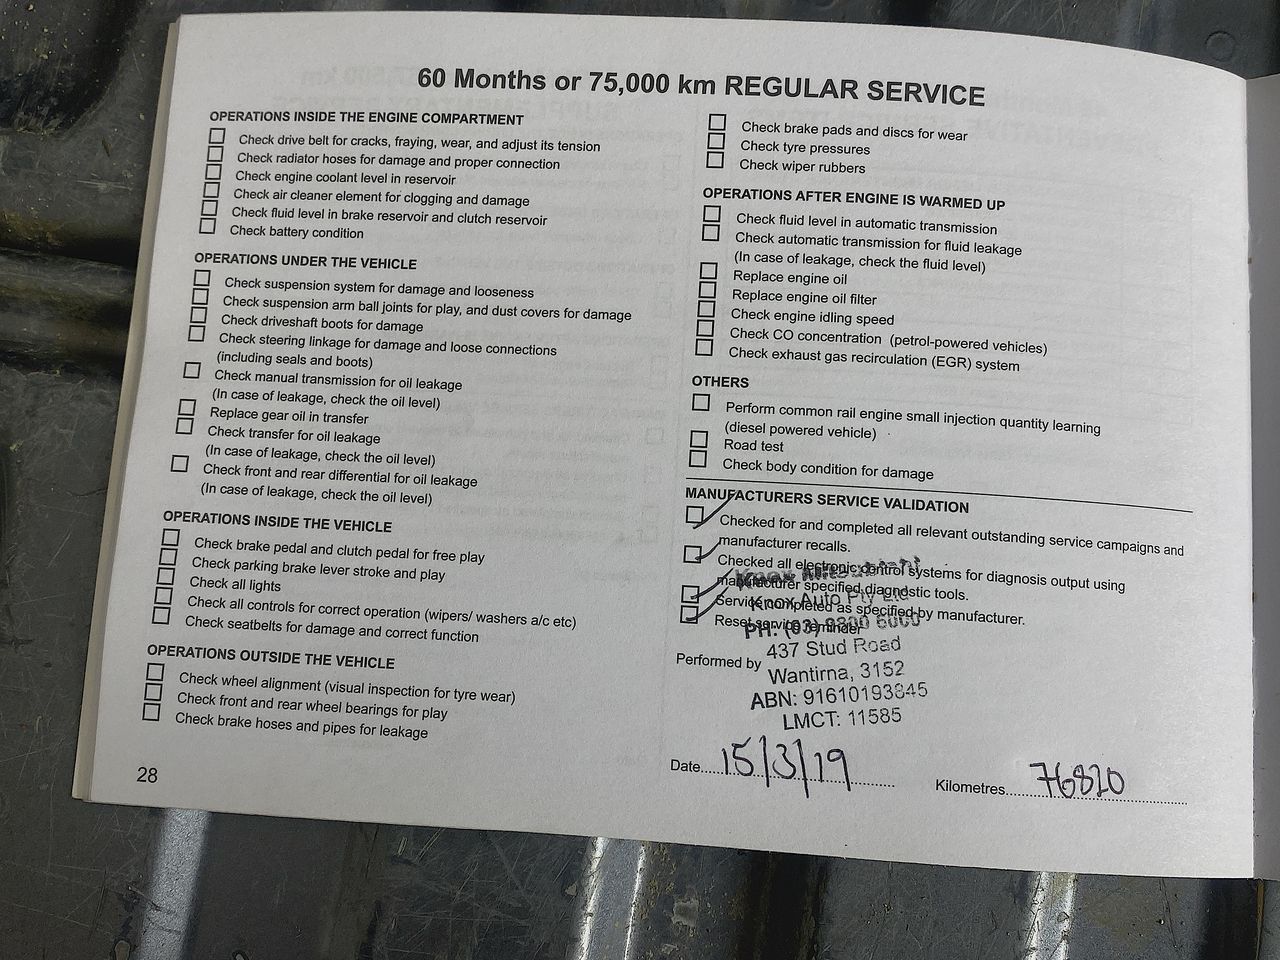 60 Months or 75,000 km REGULAR SERVICE
OPERATIONS INSIDE THE ENGINE COMPARTMENT
Check drive belt for cracks, fraying, wear, and adjust its tension
Check radiator hoses for damage and proper connection
Check engine coolant level in reservoir
Check air cleaner element for clogging and damage
Check fluid level in brake reservoir and clutch reservoir
Check battery condition
OPERATIONS UNDER THE VEHICLE
Check suspension system for damage and looseness
Check suspension arm ball joints for play, and dust covers for damage
Check driveshaft boots for damage
Check steering linkage for damage and loose connections
(including seals and boots)
Check manual transmission for oil leakage
(In case of leakage, check the oil level)
Replace gear oil in transfer
Check transfer for oil leakage
(In case of leakage, check the oil level)
Check front and rear differential for oil leakage
(In case of leakage, check the oil level)
OPERATIONS INSIDE THE VEHICLE
Check brake pedal and clutch pedal for free play
Check parking brake lever stroke and play
Check all lights
Check all controls for correct operation (wipers/ washers a/c etc)
Check seatbelts for damage and correct function
OPERATIONS OUTSIDE THE VEHICLE
Check wheel alignment (visual inspection for tyre wear)
Check front and rear wheel bearings for play
Check brake hoses and pipes for leakage
28
Check brake pads and discs for wear
Check tyre pressures
Check wiper rubbers
OPERATIONS AFTER ENGINE IS WARMED UP
Check fluid level in automatic transmission
Check automatic transmission for fluid leakage
(In case of leakage, check the fluid level)
Replace engine oil
Replace engine oil filter
Check engine idling speed
Check CO concentration (petrol-powered vehicles)
Check exhaust gas recirculation (EGR) system
OTHERS
Perform common rail engine small injection quantity learning
(diesel powered vehicle)
Road test
Check body condition for damage
MANUFACTURERS SERVICE VALIDATION
Checked for and completed all relevant outstanding service campaigns and
manufacturer recalls.
Checked all electronic control systems for diagnosis output using
manufacturer specified diagnostic tools.
Service completed as specified by manufacturer.
Reset service reminder
Knox Mitsubishi
Knox Auto Pty Ltd
PH: (03) 9800 6000
437 Stud Road
Performed by
Wantirna, 3152
ABN: 91610193845
LMCT: 11585
Date 15/3/19
Kilometres 76820